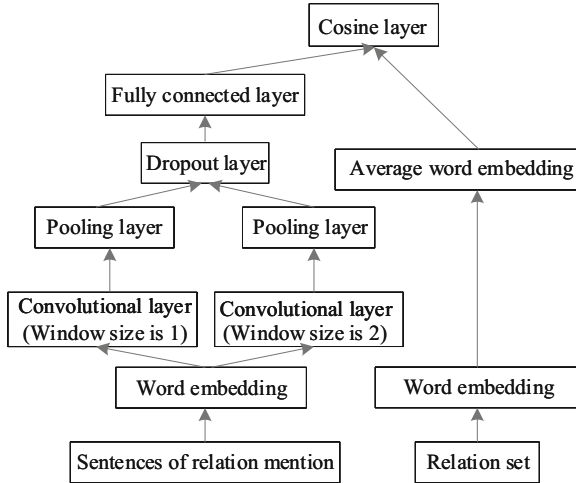 Cosine layer
Fully connected layer
Dropout layer
Average word embedding
Pooling layer
Pooling layer
Convolutional layer
(Window size is 1)
Convolutional layer
(Window size is 2)
Word embedding
Word embedding
Sentences of relation mention
Relation set